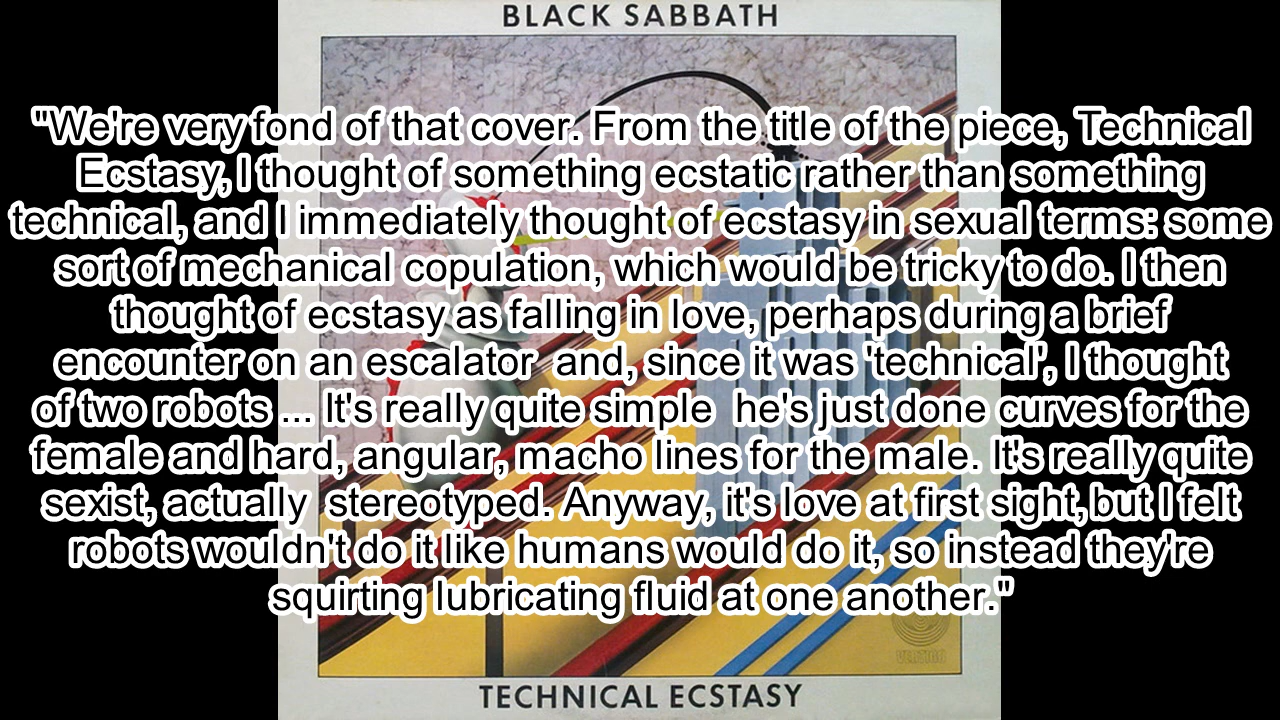 BLACK SABBATH
"We're very fond of that cover. From the title of the piece, Technical
Ecstasy, I thought of something ecstatic rather than something
technical, and I immediately thought of ecstasy in sexual terms: some
sort of mechanical copulation, which would be tricky to do. I then
thought of ecstasy as falling in love, perhaps during a brief
encounter on an escalator  and, since it was 'technical', I thought
of two robots ... It's really quite simple  he's just done curves for the
female and hard, angular, macho lines for the male. It's really quite
sexist, actually  stereotyped. Anyway, it's love at first sight, but I felt
robots wouldn't do it like humans would do it, so instead they're
squirting lubricating fluid at one another."
VERTIGO
TECHNICAL ECSTASY